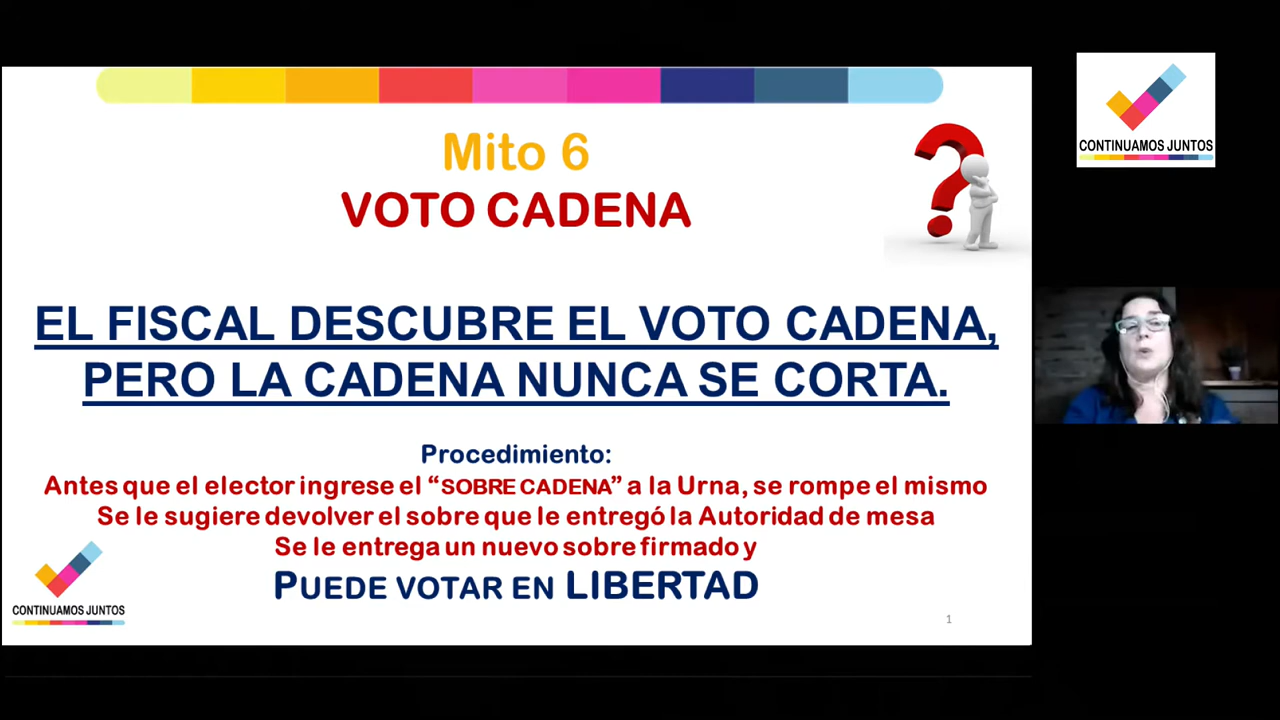 Mito 6
VOTO CADENA
EL FISCAL DESCUBRE EL VOTO CADENA,
PERO LA CADENA NUNCA SE CORTA.
Procedimiento:
Antes que el elector ingrese el “SOBRE CADENA” a la Urna, se rompe el mismo
Se le sugiere devolver el sobre que le entregó la Autoridad de mesa
Se le entrega un nuevo sobre firmado y
PUEDE VOTAR EN LIBERTAD
CONTINUAMOS JUNTOS
1
CONTINUAMOS JUNTOS